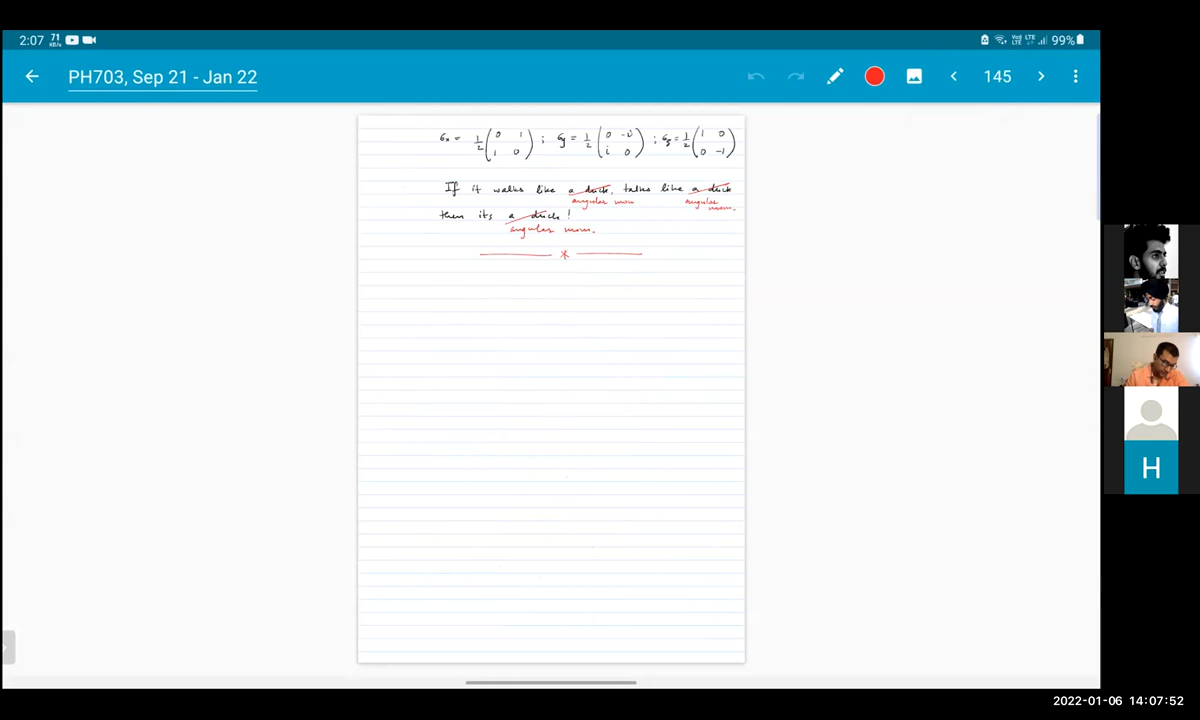 2:07 71 KB/s VoD LTE LTE 99%
PH703, Sep 21 - Jan 22
145
σx = 1/2 (0 1; 1 0) ; σy = 1/2 (0 -i; i 0) ; σz = 1/2 (1 0; 0 -1)
If it walks like a duck, talks like a duck
angular mom angular mom.
then its a duck!
angular mom.
H
2022-01-06 14:07:52